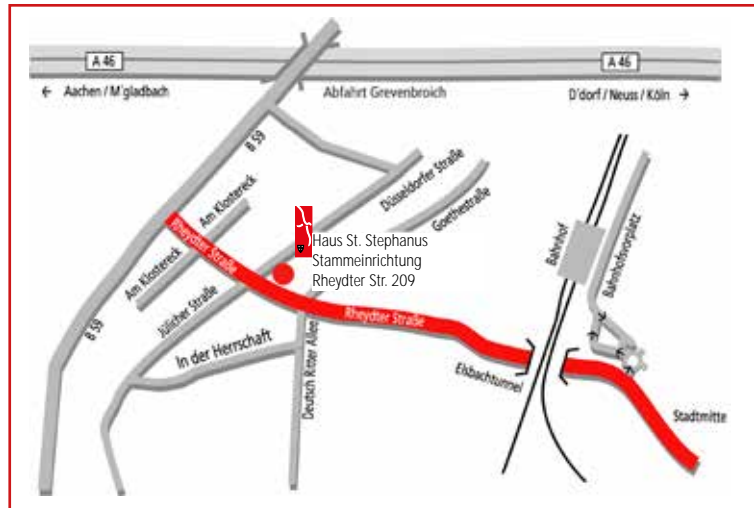 A 46
A 46
← Aachen / M'gladbach
Abfahrt Grevenbroich
D'dorf / Neuss / Köln →
B 59
Düsseldorfer Straße
Goethestraße
Am Klostereck
Am Klostereck
Rheydter Straße
Haus St. Stephanus
Stammeinrichtung
Rheydter Str. 209
Bahnhof
Bahnhofsvorplatz
Jülicher Straße
B 59
Rheydter Straße
In der Herrschaft
Deutsch Ritter Allee
Elsbachtunnel
Stadtmitte